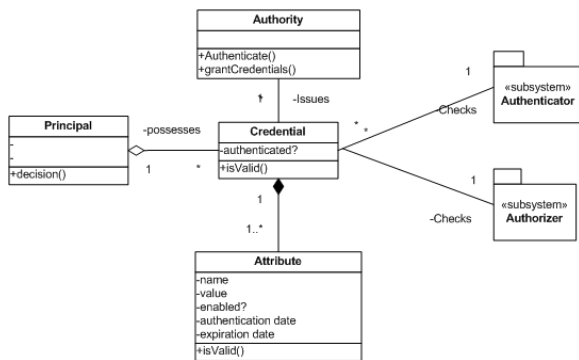 Authority
+Authenticate()
+grantCredentials()
1
-Issues
1
«subsystem»
Authenticator
-Checks
Principal
-
-
+decision()
-possesses
1
*
Credential
-authenticated?
+isValid()
*
*
1
«subsystem»
Authorizer
-Checks
1
1..*
Attribute
-name
-value
-enabled?
-authentication date
-expiration date
+isValid()